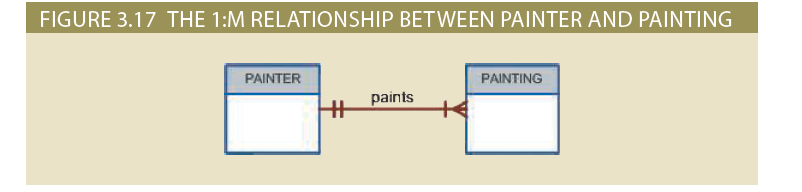 FIGURE 3.17 THE 1:M RELATIONSHIP BETWEEN PAINTER AND PAINTING
PAINTER
paints
PAINTING